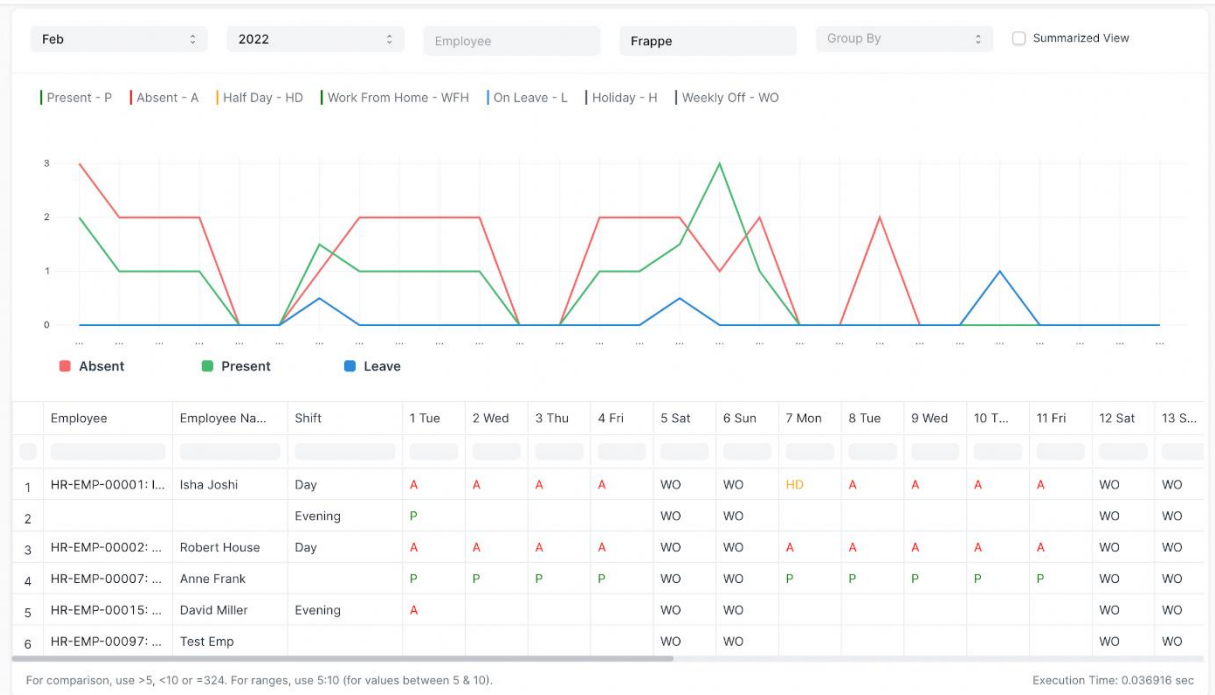 Feb 2022 Employee Frappe Group By Summarized View
Present - P Absent - A Half Day - HD Work From Home - WFH On Leave - L Holiday - H Weekly Off - WO
3
2
1
0
... ... ... ... ... ... ... ... ... ... ... ... ... ... ... ... ... ... ... ... ... ... ... ... ... ... ... ...
Absent Present Leave
Employee Employee Na... Shift 1 Tue 2 Wed 3 Thu 4 Fri 5 Sat 6 Sun 7 Mon 8 Tue 9 Wed 10 T... 11 Fri 12 Sat 13 S...
1 HR-EMP-00001: I... Isha Joshi Day A A A A WO WO HD A A A A WO WO
2 Evening P WO WO WO WO
3 HR-EMP-00002: ... Robert House Day A A A A WO WO A A A A A WO WO
4 HR-EMP-00007: ... Anne Frank P P P P WO WO P P P P P WO WO
5 HR-EMP-00015: ... David Miller Evening A WO WO WO WO
6 HR-EMP-00097: ... Test Emp WO WO WO WO
For comparison, use >5, <10 or =324. For ranges, use 5:10 (for values between 5 & 10). Execution Time: 0.036916 sec